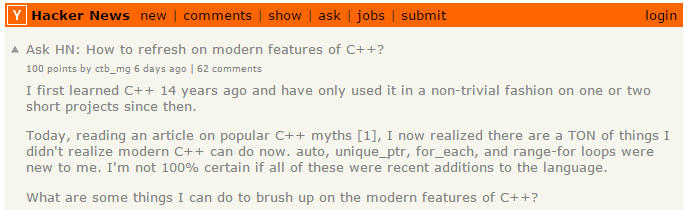 Y Hacker News new | comments | show | ask | jobs | submit login
Ask HN: How to refresh on modern features of C++?
100 points by ctb_mg 6 days ago | 62 comments
I first learned C++ 14 years ago and have only used it in a non-trivial fashion on one or two
short projects since then.
Today, reading an article on popular C++ myths [1], I now realized there are a TON of things I
didn't realize modern C++ can do now. auto, unique_ptr, for_each, and range-for loops were
new to me. I'm not 100% certain if all of these were recent additions to the language.
What are some things I can do to brush up on the modern features of C++?